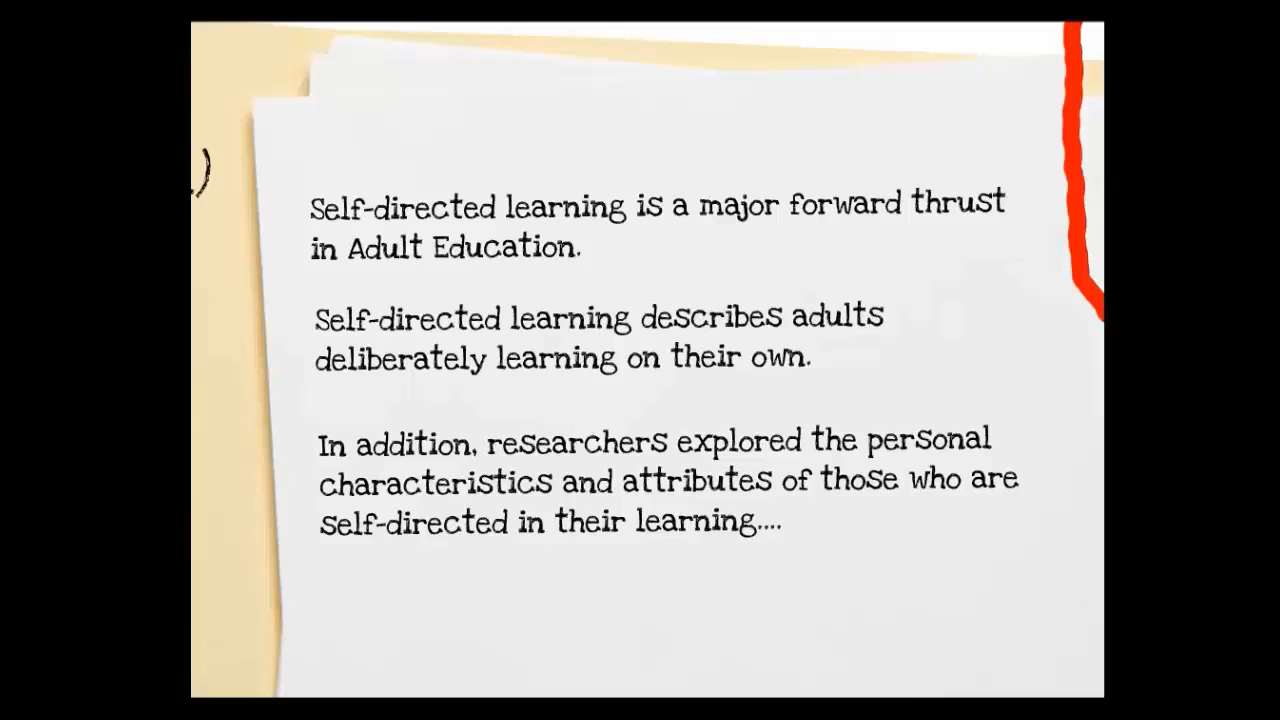 Self-directed learning is a major forward thrust
in Adult Education.
Self-directed learning describes adults
deliberately learning on their own.
In addition, researchers explored the personal
characteristics and attributes of those who are
self-directed in their learning....